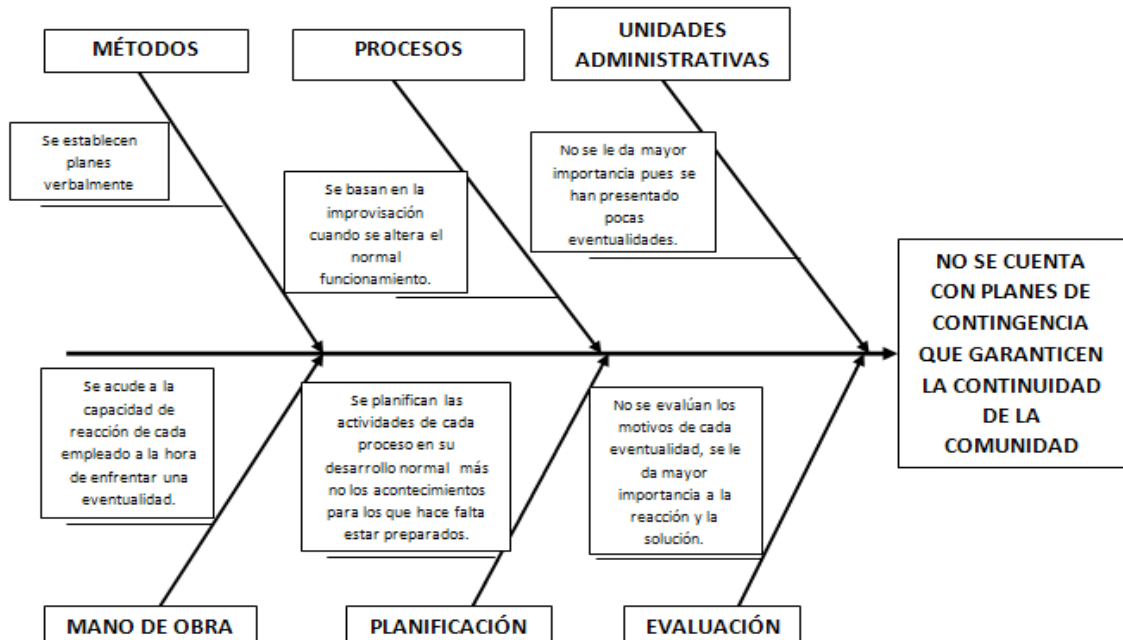 MÉTODOS
PROCESOS
UNIDADES
ADMINISTRATIVAS
Se establecen
planes
verbalmente
Se basan en la
improvisación
cuando se altera el
normal
funcionamiento.
No se le da mayor
importancia pues se
han presentado
pocas
eventualidades.
NO SE CUENTA
CON PLANES DE
CONTINGENCIA
QUE GARANTICEN
LA CONTINUIDAD
DE LA
COMUNIDAD
Se acude a la
capacidad de
reacción de cada
empleado a la hora
de enfrentar una
eventualidad.
Se planifican las
actividades de cada
proceso en su
desarrollo normal más
no los acontecimientos
para los que hace falta
estar preparados.
No se evalúan los
motivos de cada
eventualidad, se le
da mayor
importancia a la
reacción y la
solución.
MANO DE OBRA
PLANIFICACIÓN
EVALUACIÓN